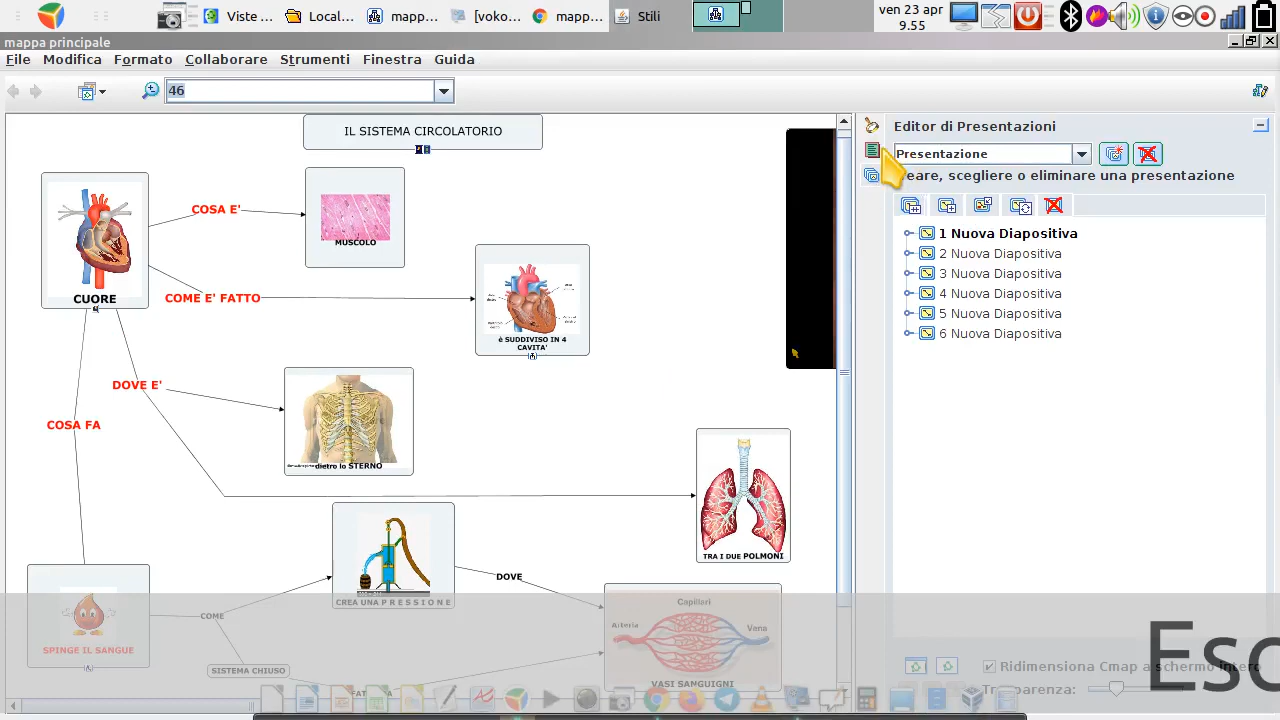 Viste ...
Local...
mapp...
[voko...
mapp...
Stili
ven 23 apr
9.55
mappa principale
File Modifica Formato Collaborare Strumenti Finestra Guida
46
IL SISTEMA CIRCOLATORIO
CUORE
COSA E'
MUSCOLO
COME E' FATTO
è SUDDIVISO IN 4
CAVITA'
DOVE E'
dietro lo STERNO
COSA FA
TRA I DUE POLMONI
CREA UNA P R E S S I O N E
DOVE
SPINGE IL SANGUE
COME
SISTEMA CHIUSO
Capillari
Arteria
Vena
VASI SANGUIGNI
Editor di Presentazioni
Presentazione
reare, scegliere o eliminare una presentazione
1 Nuova Diapositiva
2 Nuova Diapositiva
3 Nuova Diapositiva
4 Nuova Diapositiva
5 Nuova Diapositiva
6 Nuova Diapositiva
Ridimensiona Cmap a schermo intero
Trasparenza:
Esc